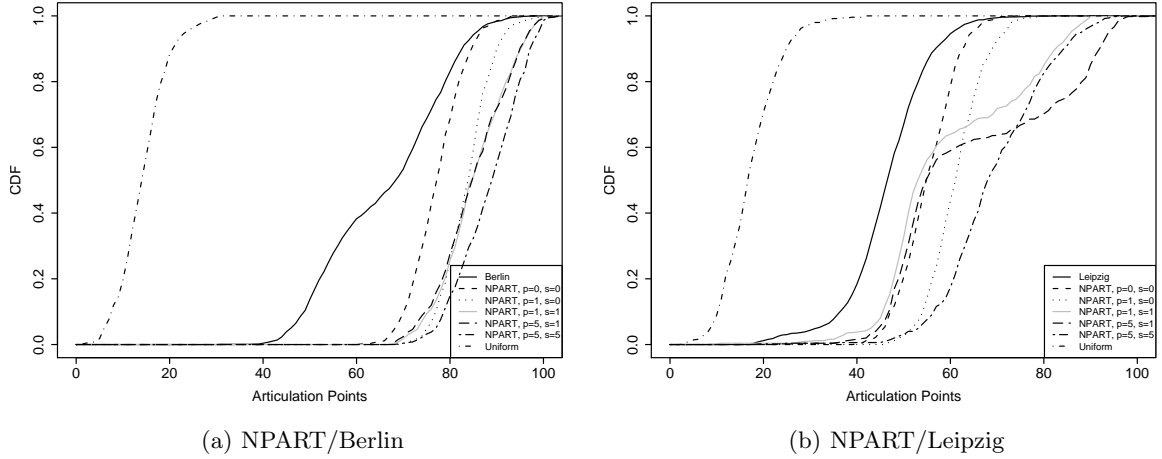 1.0
0.8
0.6
0.4
0.2
0.0
CDF
0
20
40
60
80
100
Articulation Points
Berlin
NPART, p=0, s=0
NPART, p=1, s=0
NPART, p=1, s=1
NPART, p=5, s=1
NPART, p=5, s=5
Uniform
(a) NPART/Berlin
1.0
0.8
0.6
0.4
0.2
0.0
CDF
0
20
40
60
80
100
Articulation Points
Leipzig
NPART, p=0, s=0
NPART, p=1, s=0
NPART, p=1, s=1
NPART, p=5, s=1
NPART, p=5, s=5
Uniform
(b) NPART/Leipzig